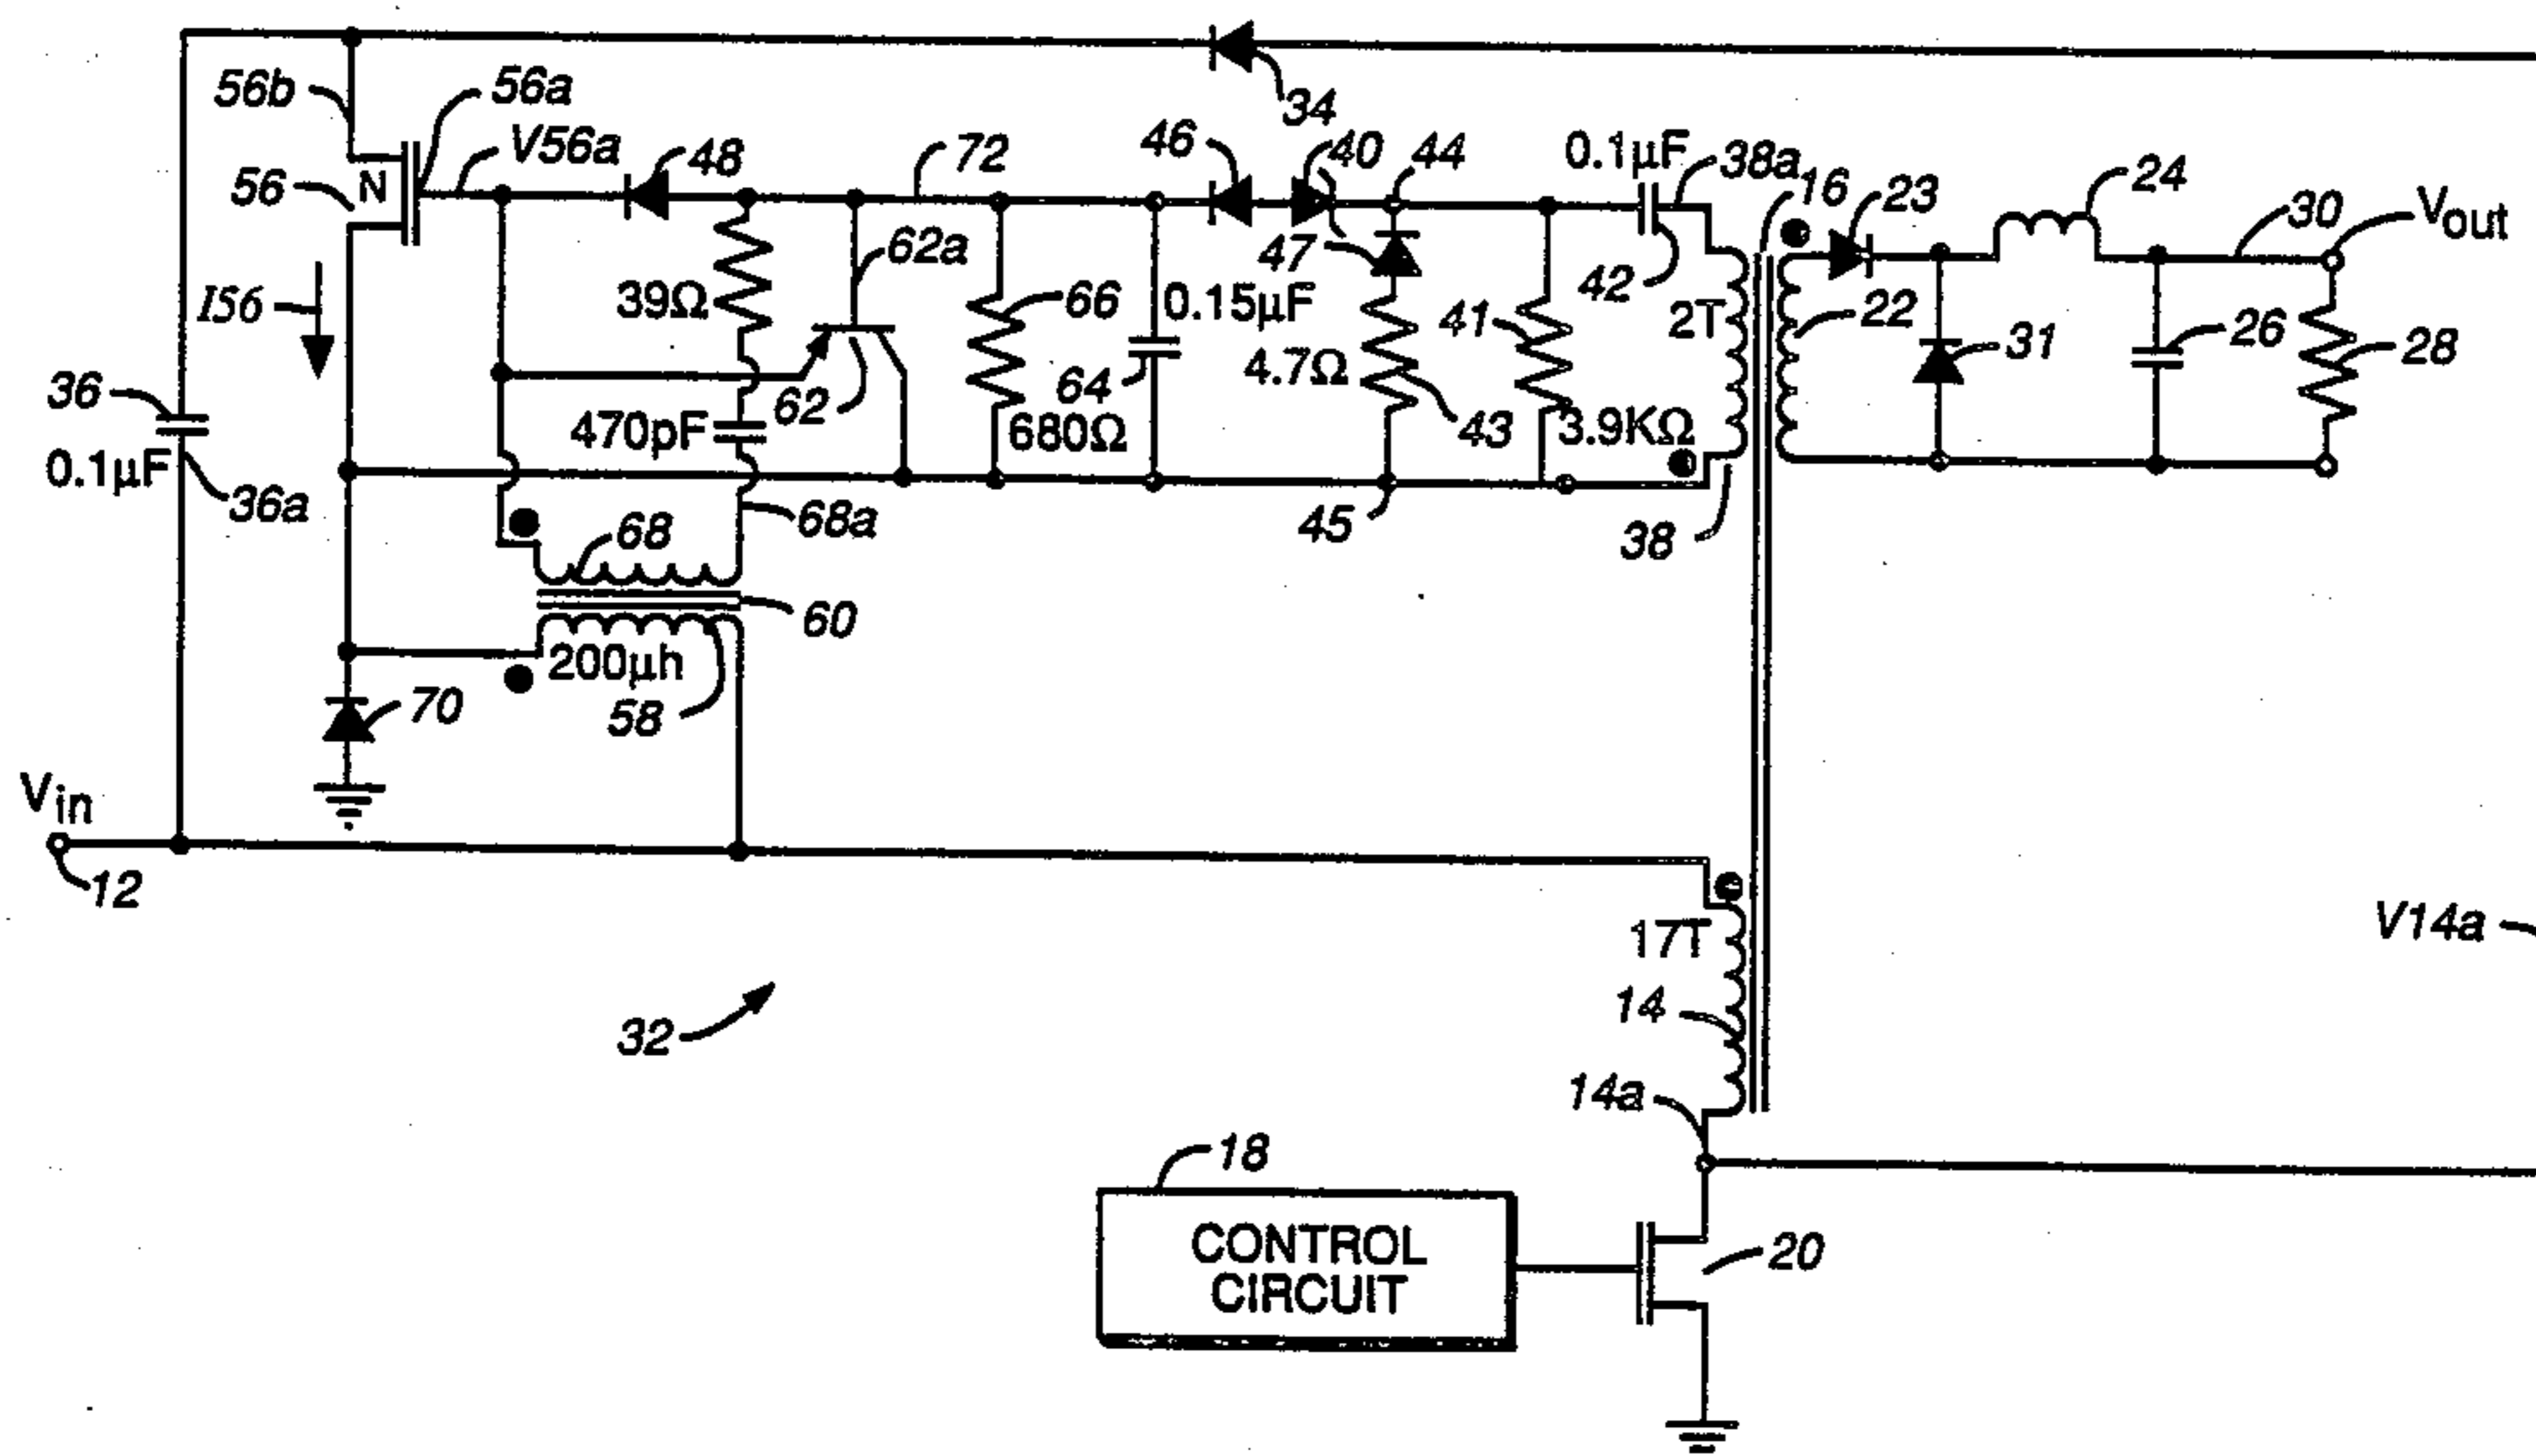 56b
56a
34
V56a
48
72
46
40
44
0.1µF
38a
16
23
24
30
Vout
56
N
62a
47
42
I56
39Ω
66
0.15µF
41
2T
22
31
26
28
4.7Ω
36
470pF
62
64
680Ω
43
3.9KΩ
0.1µF
36a
68a
45
38
68
60
200µh
58
70
Vin
12
17T
V14a
32
14
14a
18
CONTROL
CIRCUIT
20